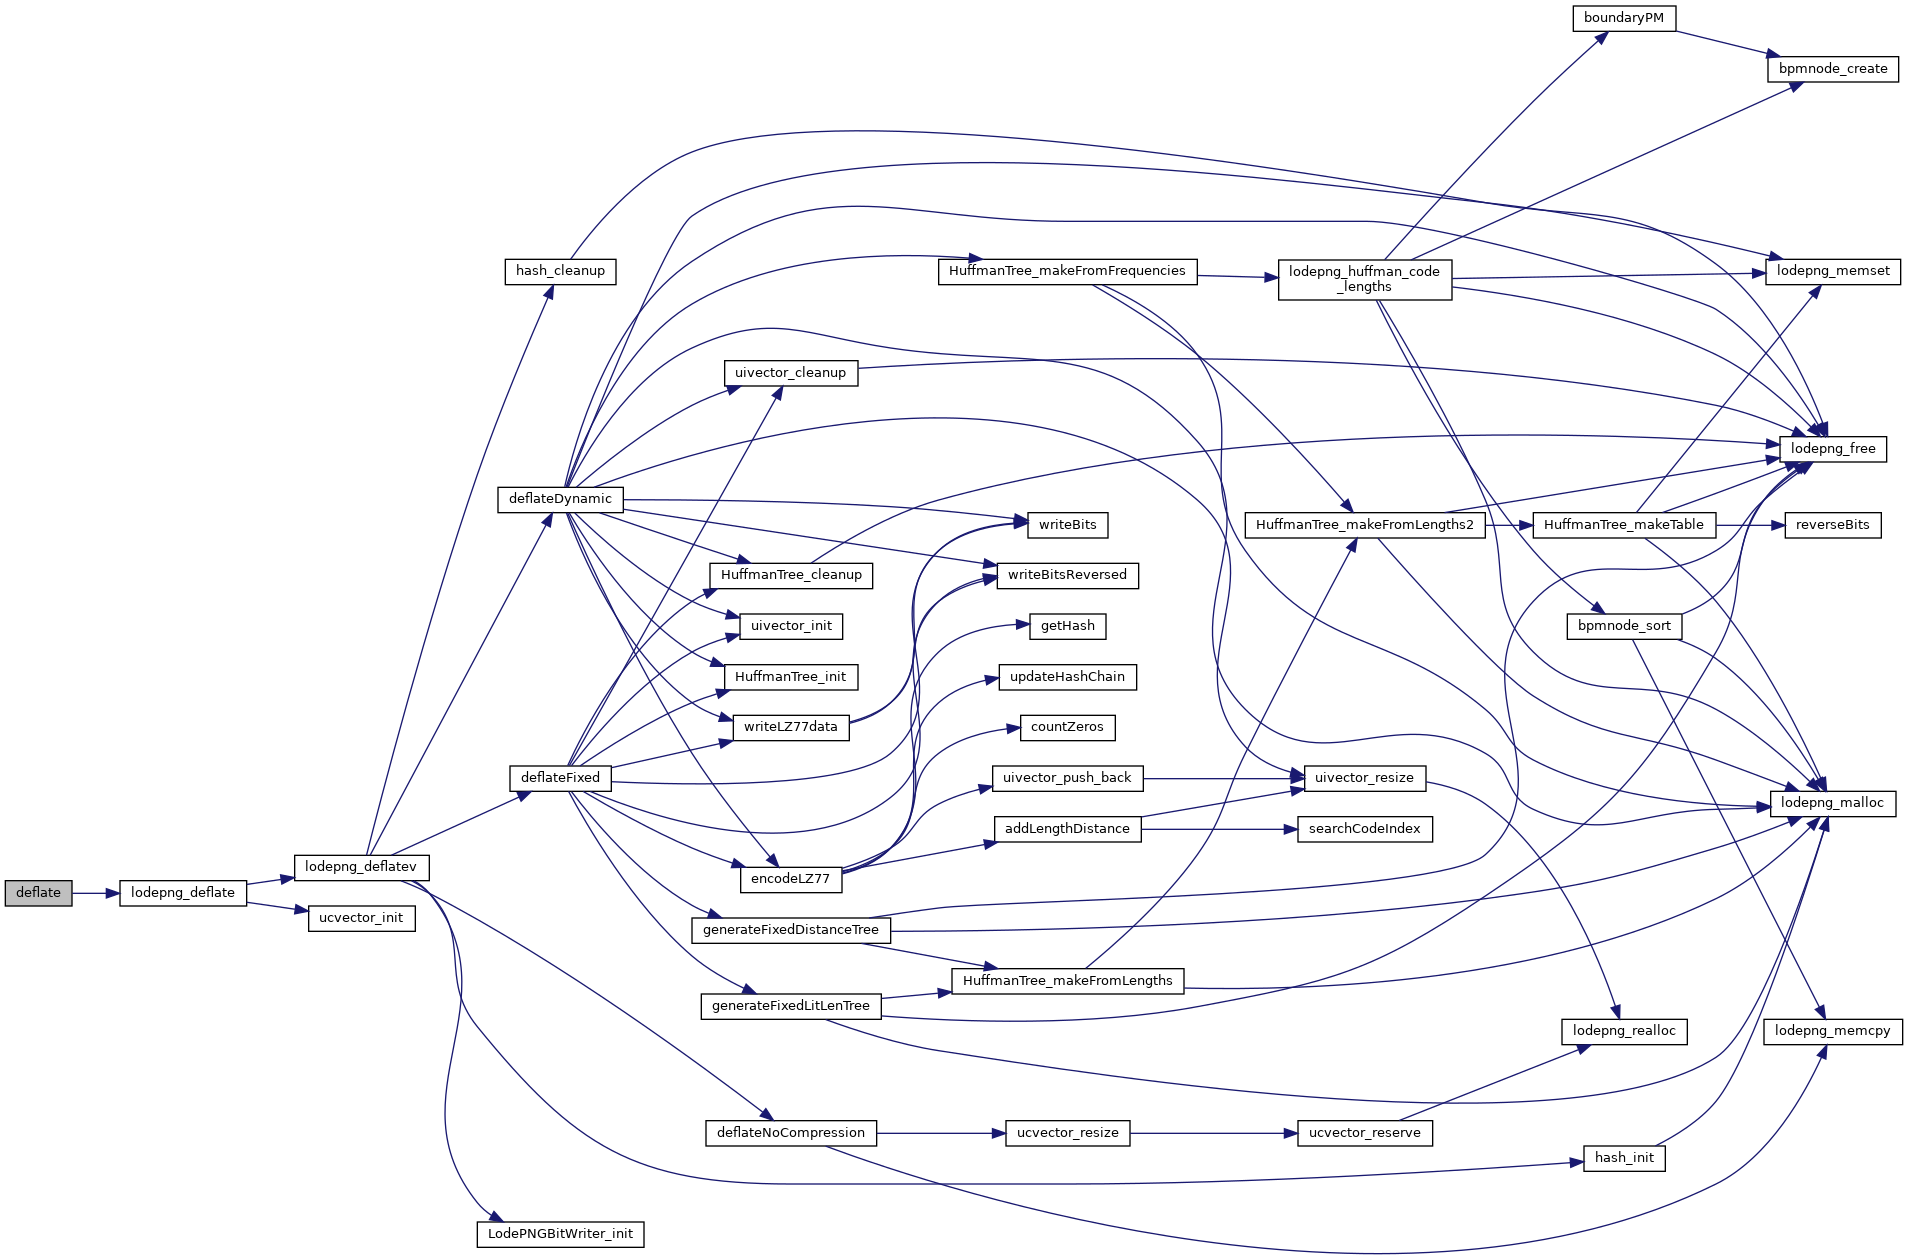 boundaryPM
bpmnode_create
hash_cleanup
HuffmanTree_makeFromFrequencies
lodepng_huffman_code
_lengths
lodepng_memset
uivector_cleanup
lodepng_free
deflateDynamic
writeBits
HuffmanTree_makeFromLengths2
HuffmanTree_makeTable
reverseBits
HuffmanTree_cleanup
writeBitsReversed
uivector_init
getHash
bpmnode_sort
HuffmanTree_init
updateHashChain
writeLZ77data
countZeros
deflateFixed
uivector_push_back
uivector_resize
lodepng_malloc
addLengthDistance
searchCodeIndex
lodepng_deflatev
encodeLZ77
deflate
lodepng_deflate
ucvector_init
generateFixedDistanceTree
HuffmanTree_makeFromLengths
generateFixedLitLenTree
lodepng_realloc
lodepng_memcpy
deflateNoCompression
ucvector_resize
ucvector_reserve
hash_init
LodePNGBitWriter_init